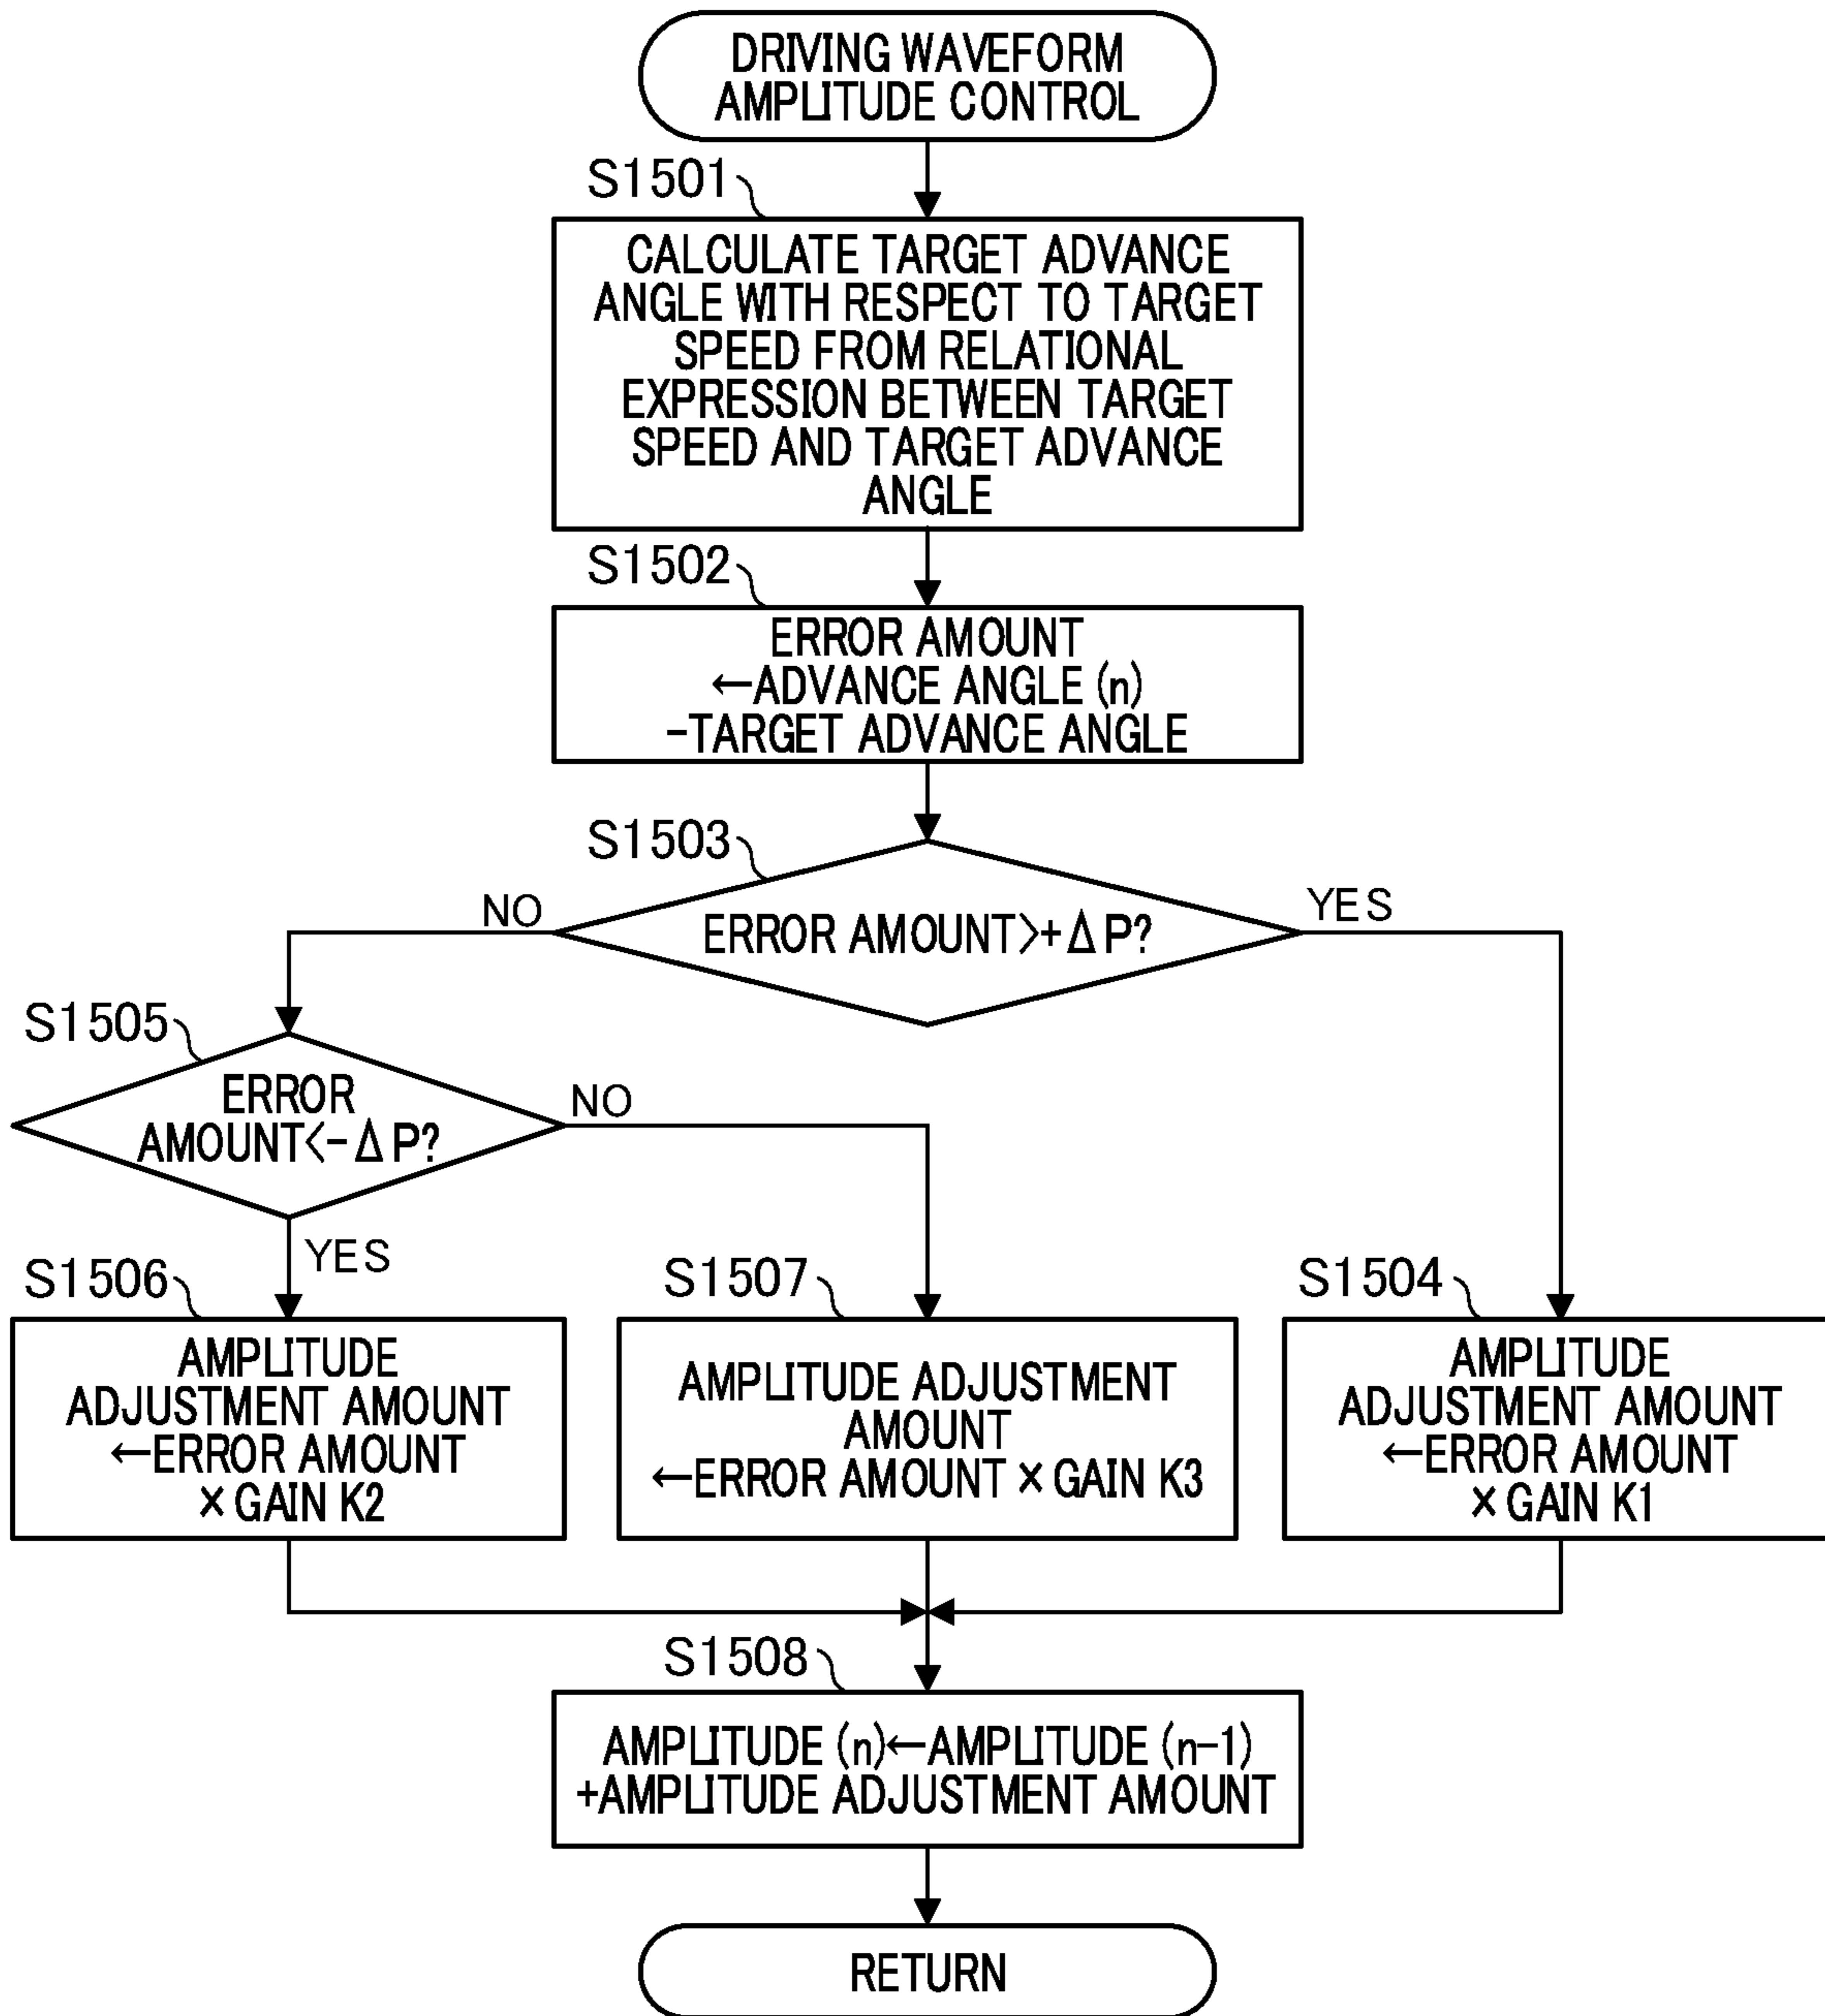 DRIVING WAVEFORM
AMPLITUDE CONTROL
S1501
CALCULATE TARGET ADVANCE
ANGLE WITH RESPECT TO TARGET
SPEED FROM RELATIONAL
EXPRESSION BETWEEN TARGET
SPEED AND TARGET ADVANCE
ANGLE
S1502
ERROR AMOUNT
←ADVANCE ANGLE (n)
-TARGET ADVANCE ANGLE
S1503
NO
YES
ERROR AMOUNT>+ΔP?
S1505
ERROR
AMOUNT<-ΔP?
NO
YES
S1506
AMPLITUDE
ADJUSTMENT AMOUNT
←ERROR AMOUNT
×GAIN K2
S1507
AMPLITUDE ADJUSTMENT
AMOUNT
←ERROR AMOUNT×GAIN K3
S1504
AMPLITUDE
ADJUSTMENT AMOUNT
←ERROR AMOUNT
×GAIN K1
S1508
AMPLITUDE (n)←AMPLITUDE (n-1)
+AMPLITUDE ADJUSTMENT AMOUNT
RETURN